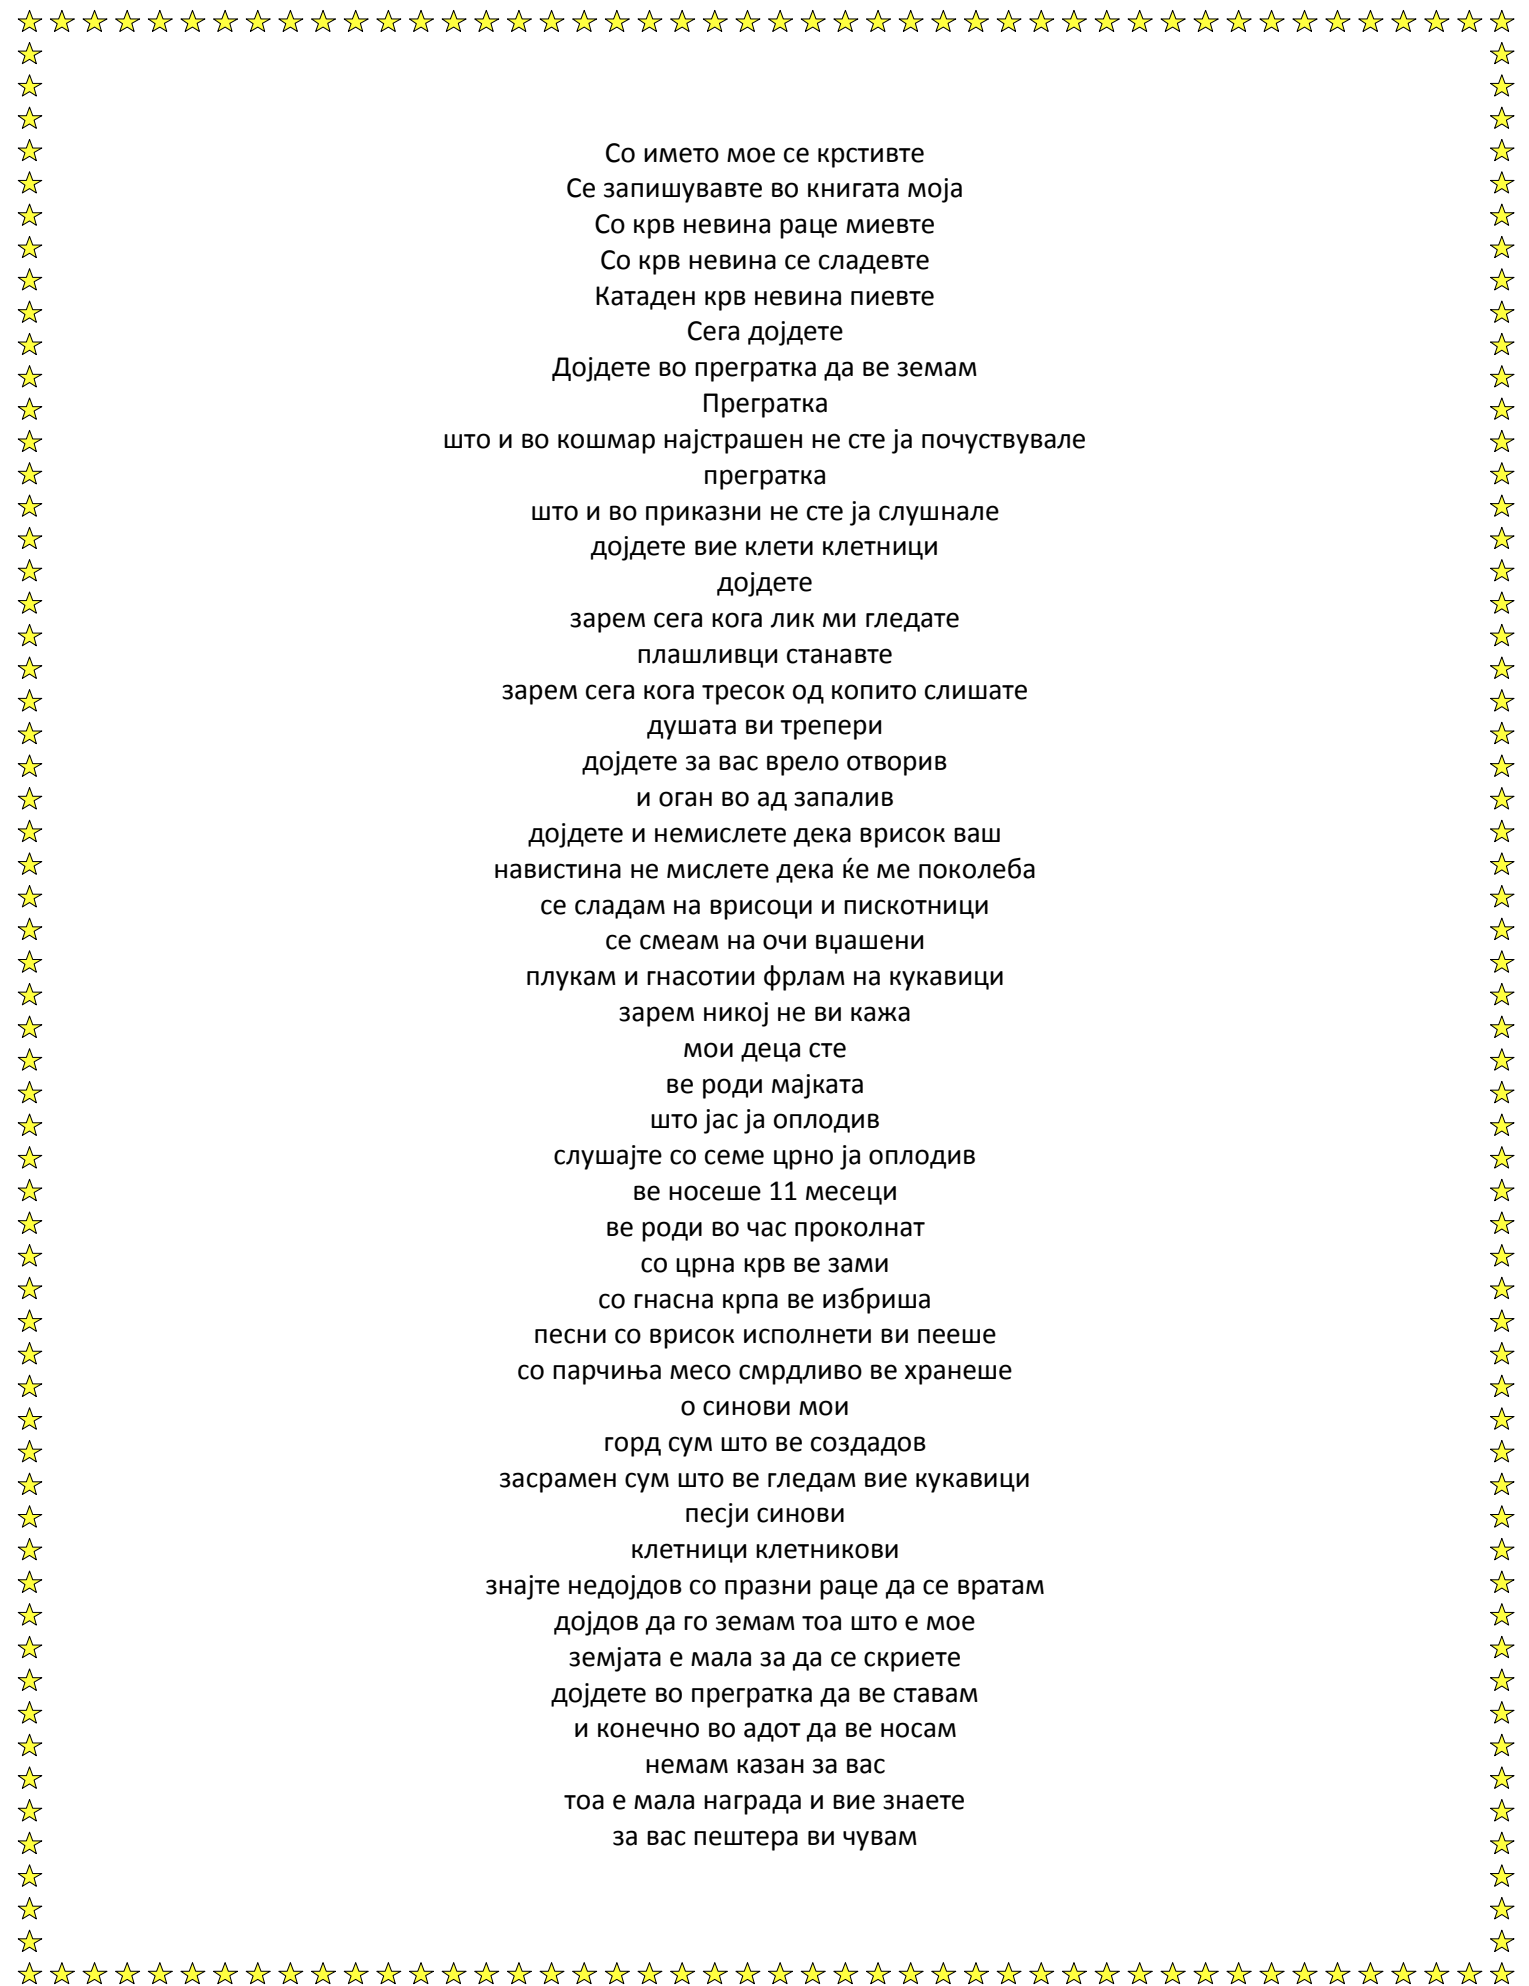 Со името мое се крстивте
Се запишувавте во книгата моја
Со крв невина раце миевте
Со крв невина се сладевте
Катаден крв невина пиевте
Сега дојдете
Дојдете во прегратка да ве земам
Прегратка
што и во кошмар најстрашен не сте ја почуствувале
прегратка
што и во приказни не сте ја слушнале
дојдете вие клети клетници
дојдете
зарем сега кога лик ми гледате
плашливци станавте
зарем сега кога тресок од копито слишате
душата ви трепери
дојдете за вас врело отворив
и оган во ад запалив
дојдете и немислете дека врисок ваш
навистина не мислете дека ќе ме поколеба
се сладам на врисоци и пискотници
се смеам на очи вџашени
плукам и гнасотии фрлам на кукавици
зарем никој не ви кажа
мои деца сте
ве роди мајката
што јас ја оплодив
слушајте со семе црно ја оплодив
ве носеше 11 месеци
ве роди во час проколнат
со црна крв ве зами
со гнасна крпа ве избриша
песни со врисок исполнети ви пееше
со парчиња месо смрдливо ве хранеше
о синови мои
горд сум што ве создадов
засрамен сум што ве гледам вие кукавици
песји синови
клетници клетникови
знајте недојдов со празни раце да се вратам
дојдов да го земам тоа што е мое
земјата е мала за да се скриете
дојдете во прегратка да ве ставам
и конечно во адот да ве носам
немам казан за вас
тоа е мала награда и вие знаете
за вас пештера ви чувам